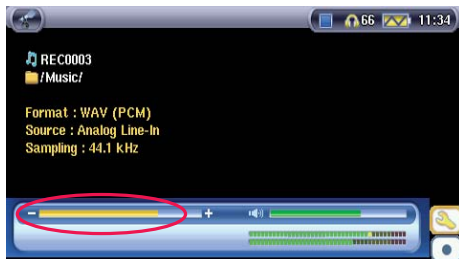 66 11:34
REC0003
/Music/
Format : WAV (PCM)
Source : Analog Line-In
Sampling : 44.1 kHz
- +